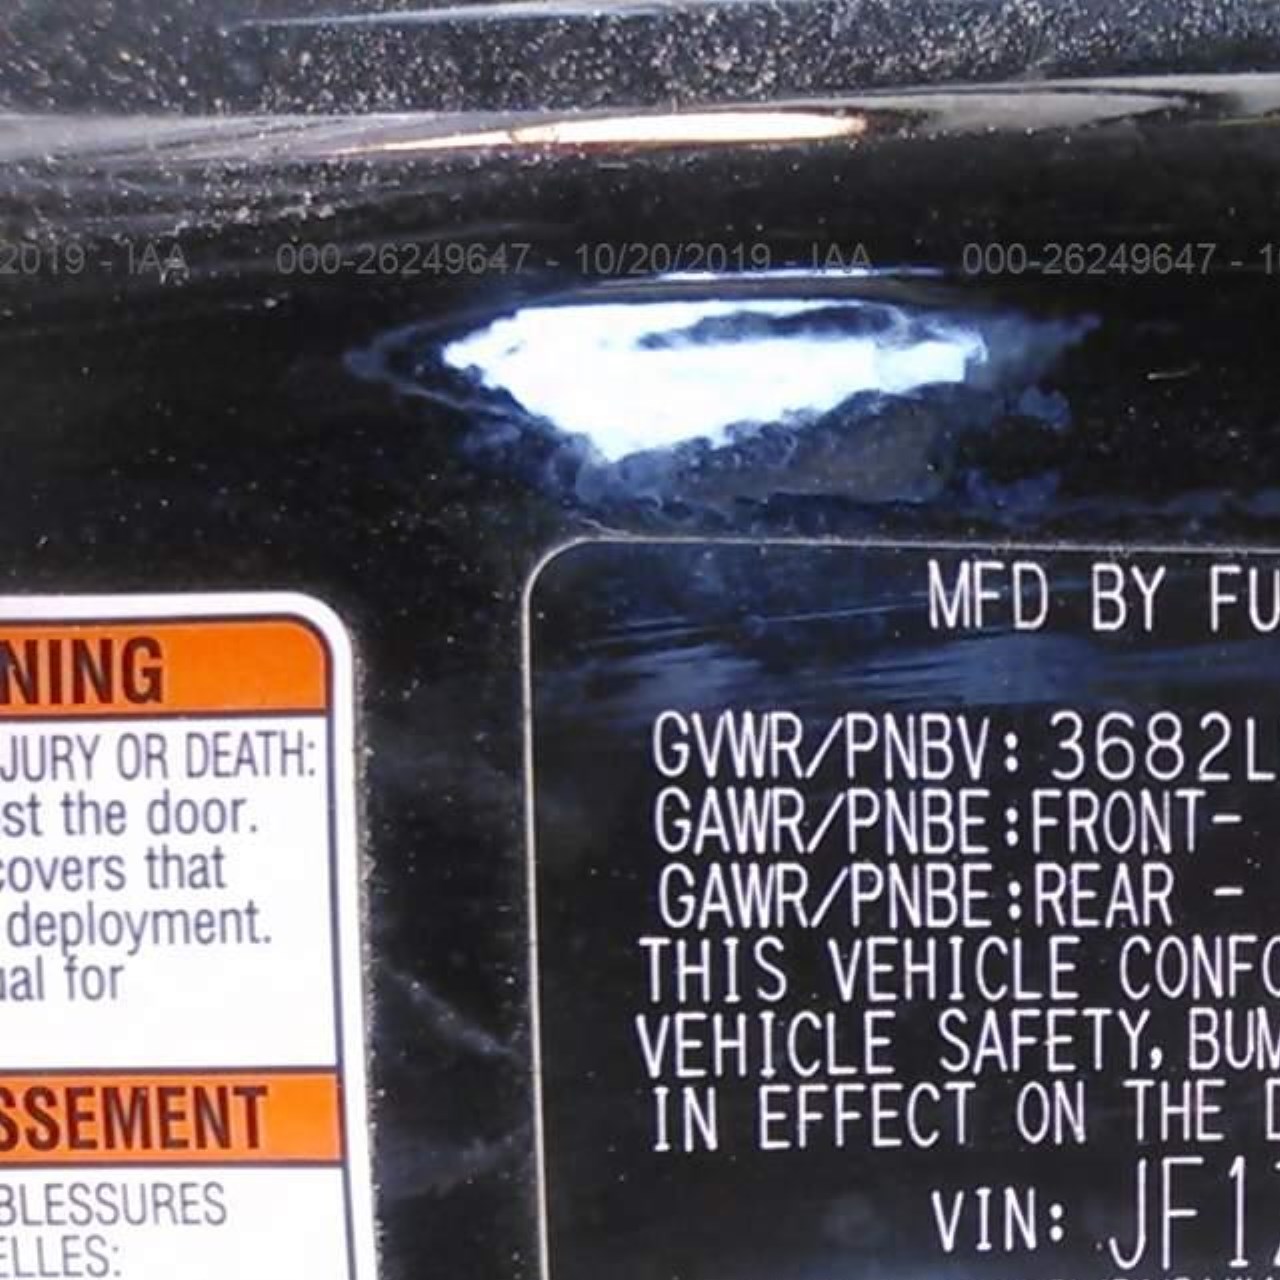 2019 - IAA 000-26249647 - 10/20/2019 - IAA 000-26249647 - 1
NING
JURY OR DEATH:
st the door.
covers that
deployment.
ual for
SSEMENT
BLESSURES
ELLES:
MFD BY FU
GVWR/PNBV: 3682L
GAWR/PNBE:FRONT-
GAWR/PNBE:REAR -
THIS VEHICLE CONFO
VEHICLE SAFETY, BUM
IN EFFECT ON THE D
VIN: JF1